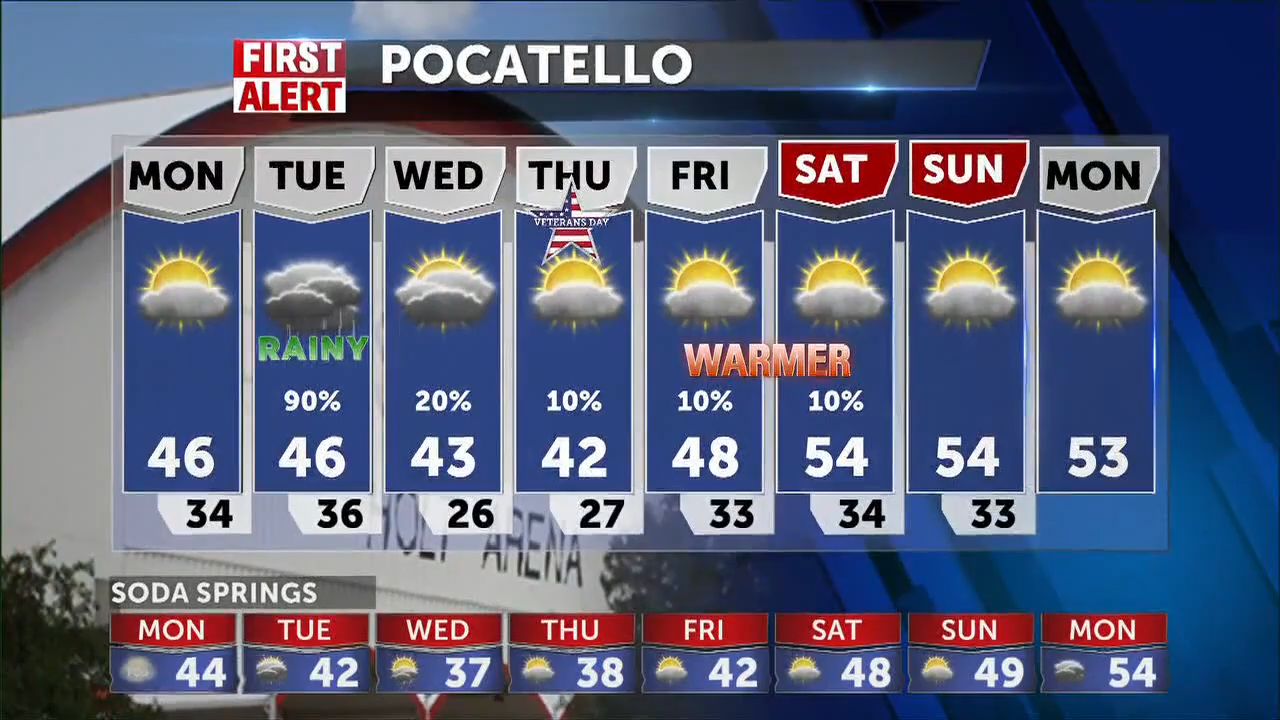 FIRST ALERT
POCATELLO
MON TUE WED THU FRI SAT SUN MON
VETERANS DAY
RAINY
WARMER
90% 20% 10% 10% 10%
46 46 43 42 48 54 54 53
34 36 26 27 33 34 33
HOLT ARENA
SODA SPRINGS
MON TUE WED THU FRI SAT SUN MON
44 42 37 38 42 48 49 54